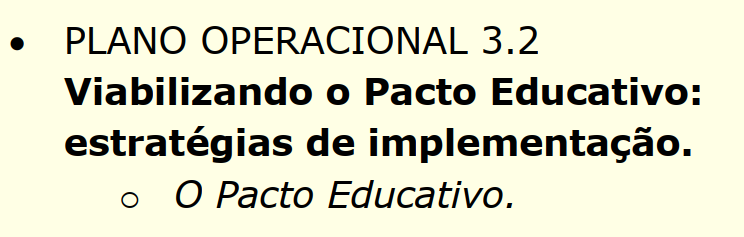 • PLANO OPERACIONAL 3.2
Viabilizando o Pacto Educativo:
estratégias de implementação.
o O Pacto Educativo.